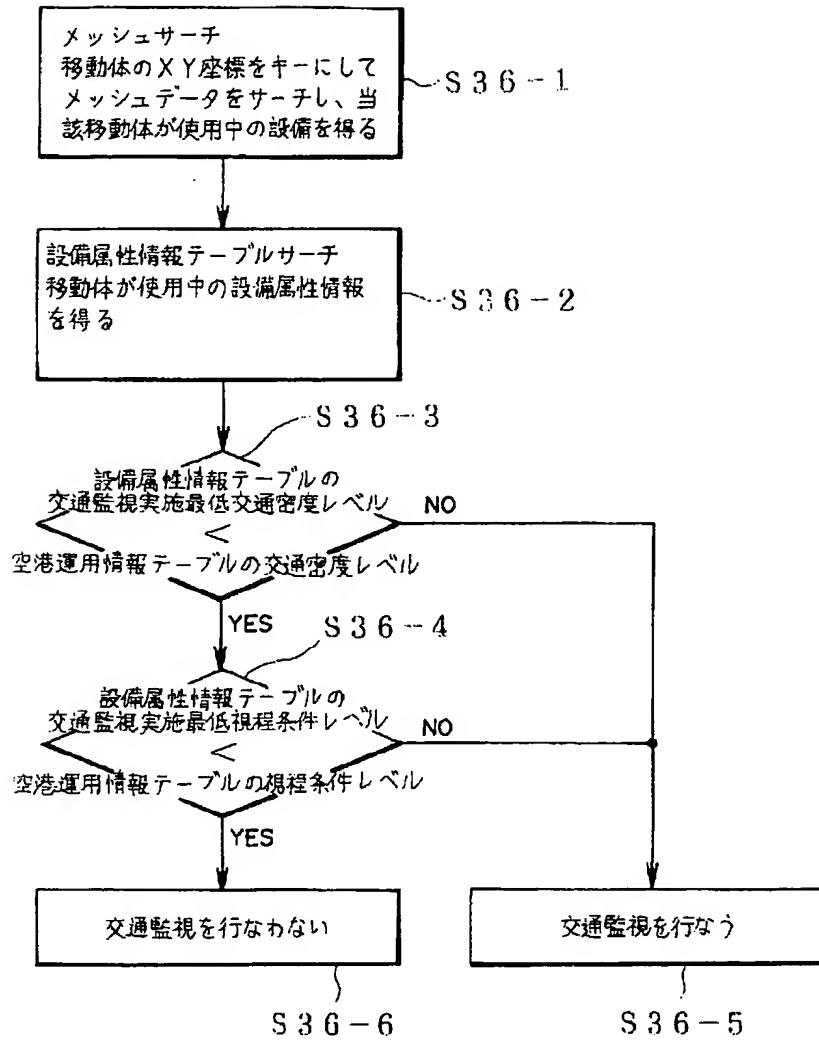 メッシュサーチ
移動体のXY座標をキーにして
メッシュデータをサーチし、当
該移動体が使用中の設備を得る
S36-1
設備属性情報テーブルサーチ
移動体が使用中の設備属性情報
を得る
S36-2
S36-3
設備属性情報テーブルの
交通監視実施最低交通密度レベル
<
空港運用情報テーブルの交通密度レベル
NO
YES
S36-4
設備属性情報テーブルの
交通監視実施最低視程条件レベル
<
空港運用情報テーブルの視程条件レベル
NO
YES
交通監視を行なわない
交通監視を行なう
S36-6
S36-5